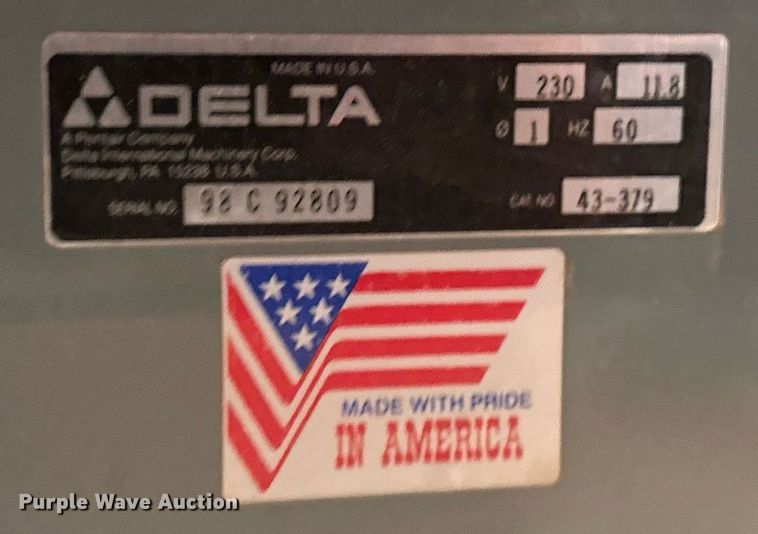 MADE IN U.S.A.
DELTA
A Pentair Company
Delta International Machinery Corp.
Pittsburgh, PA 15238 U.S.A.
SERIAL NO. 98 C 92809
V 230 A 11.8
Ø 1 HZ 60
CAT. NO. 43-379
MADE WITH PRIDE
IN AMERICA
Purple Wave Auction